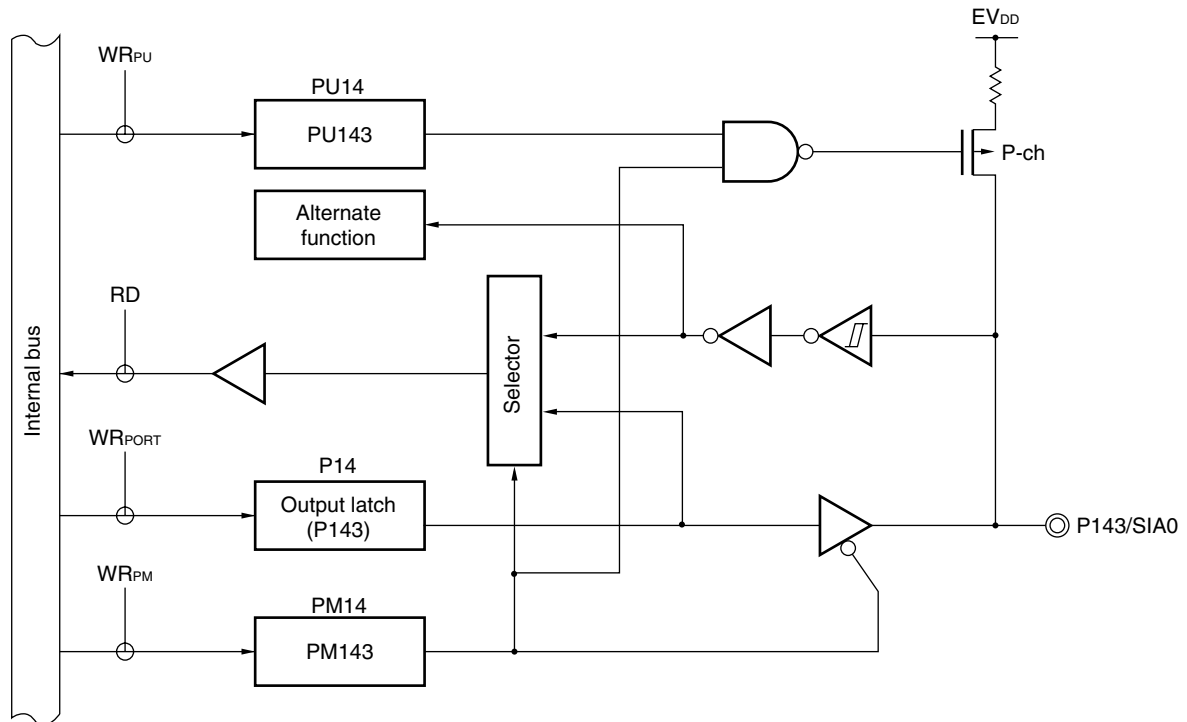 EVDD
WRPU
PU14
PU143
P-ch
Alternate
function
RD
Internal bus
Selector
WRPORT
P14
Output latch
(P143)
P143/SIA0
WRPM
PM14
PM143